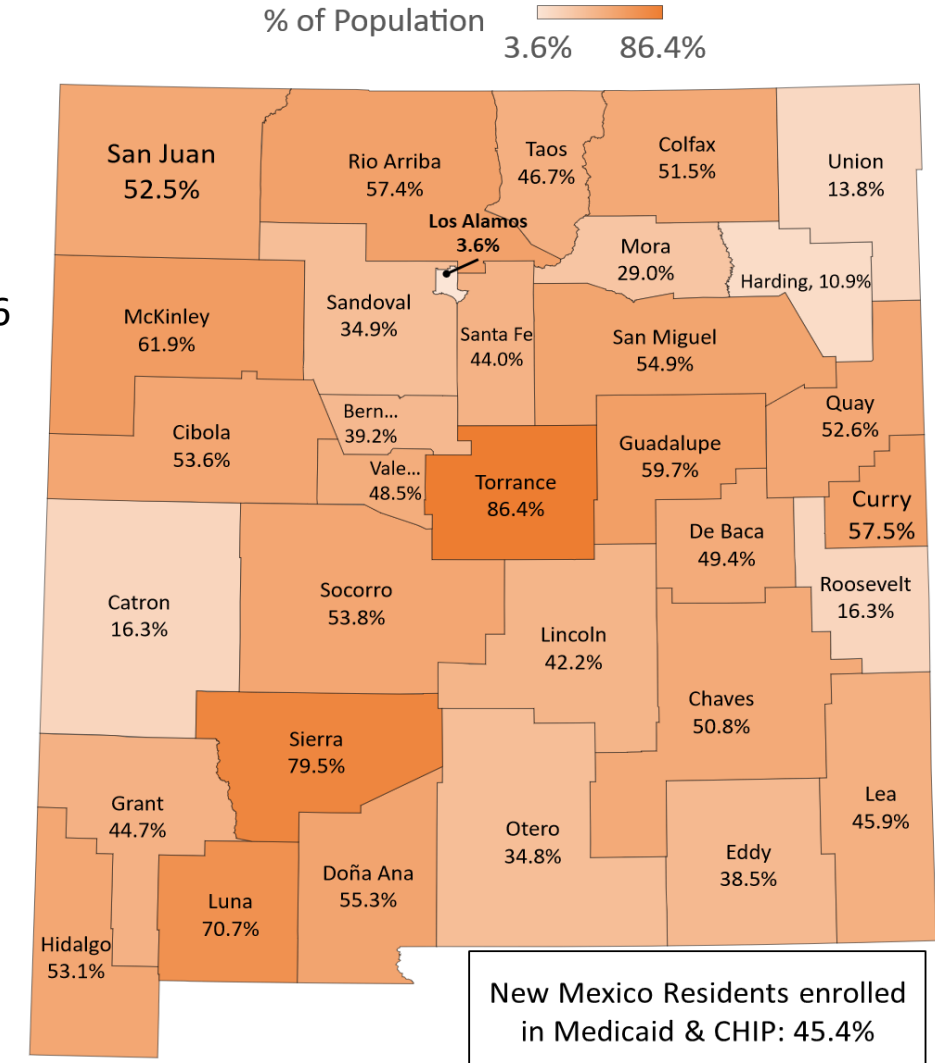 % of Population
3.6% 86.4%
San Juan
52.5%
Rio Arriba
57.4%
Taos
46.7%
Colfax
51.5%
Union
13.8%
Los Alamos
3.6%
Mora
29.0%
Harding, 10.9%
6
McKinley
61.9%
Sandoval
34.9%
Santa Fe
44.0%
San Miguel
54.9%
Quay
52.6%
Cibola
53.6%
Bern...
39.2%
Vale...
48.5%
Torrance
86.4%
Guadalupe
59.7%
Curry
57.5%
De Baca
49.4%
Catron
16.3%
Socorro
53.8%
Roosevelt
16.3%
Lincoln
42.2%
Chaves
50.8%
Sierra
79.5%
Grant
44.7%
Lea
45.9%
Otero
34.8%
Eddy
38.5%
Doña Ana
55.3%
Luna
70.7%
Hidalgo
53.1%
New Mexico Residents enrolled
in Medicaid & CHIP: 45.4%